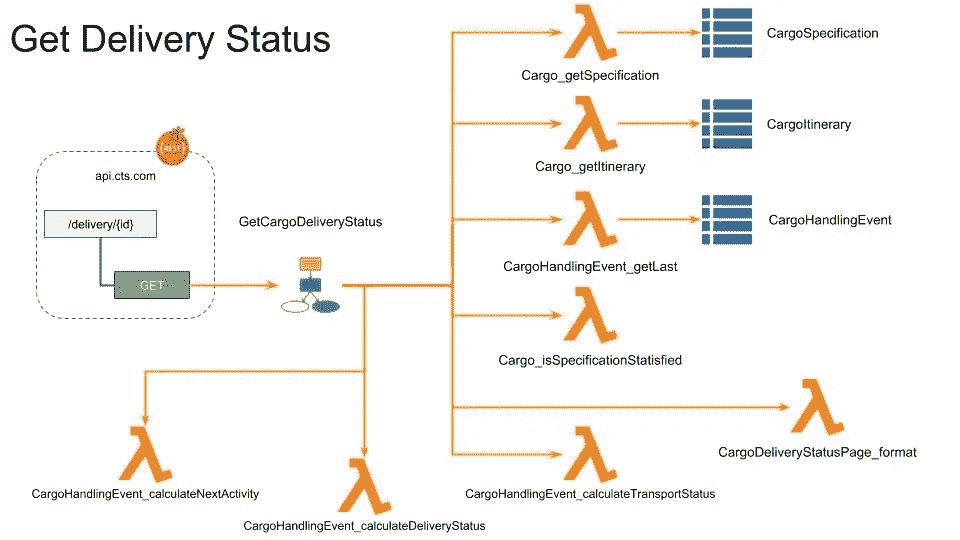 Get Delivery Status
CargoSpecification
Cargo_getSpecification
api.cts.com
CargoItinerary
Cargo_getItinerary
/delivery/{id}
GetCargoDeliveryStatus
CargoHandlingEvent
CargoHandlingEvent_getLast
GET
Cargo_isSpecificationStatisfied
CargoDeliveryStatusPage_format
CargoHandlingEvent_calculateNextActivity
CargoHandlingEvent_calculateTransportStatus
CargoHandlingEvent_calculateDeliveryStatus